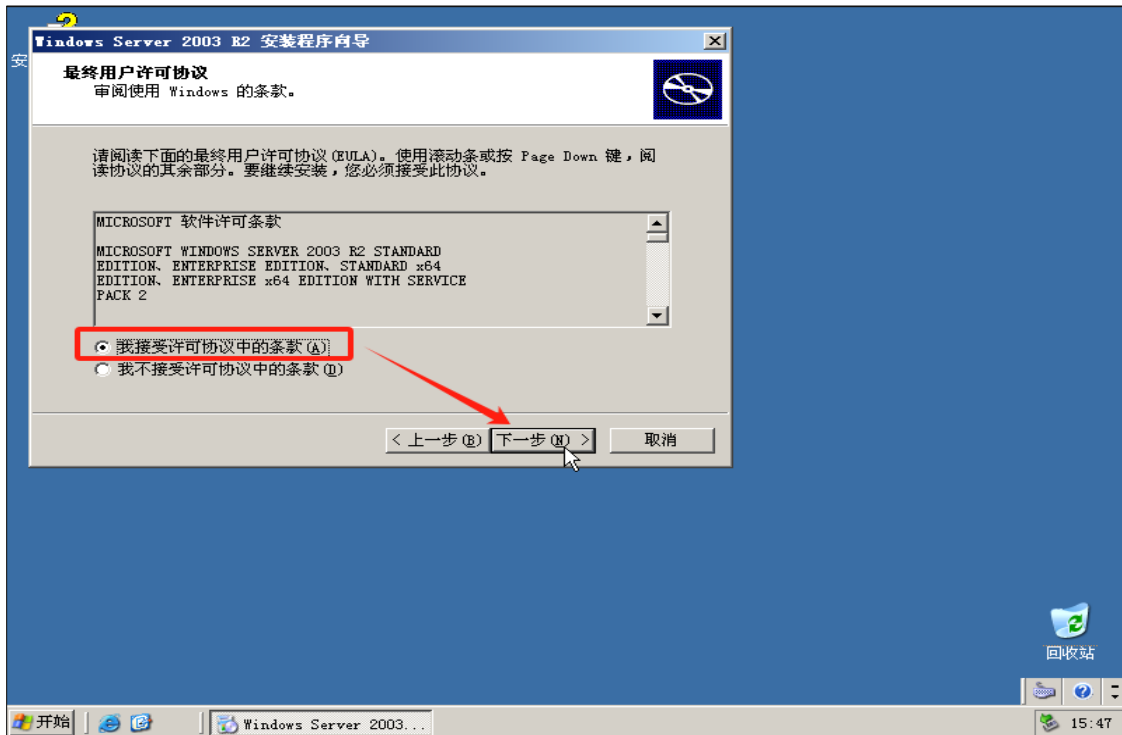 Windows Server 2003 R2 安装程序向导
安
最终用户许可协议
审阅使用 Windows 的条款。
请阅读下面的最终用户许可协议(EULA)。使用滚动条或按 Page Down 键，阅
读协议的其余部分。要继续安装，您必须接受此协议。
MICROSOFT 软件许可条款
MICROSOFT WINDOWS SERVER 2003 R2 STANDARD
EDITION、ENTERPRISE EDITION、STANDARD x64
EDITION、ENTERPRISE x64 EDITION WITH SERVICE
PACK 2
我接受许可协议中的条款(A)
我不接受许可协议中的条款(D)
< 上一步(B) 下一步(N) > 取消
回收站
开始 Windows Server 2003... 15:47